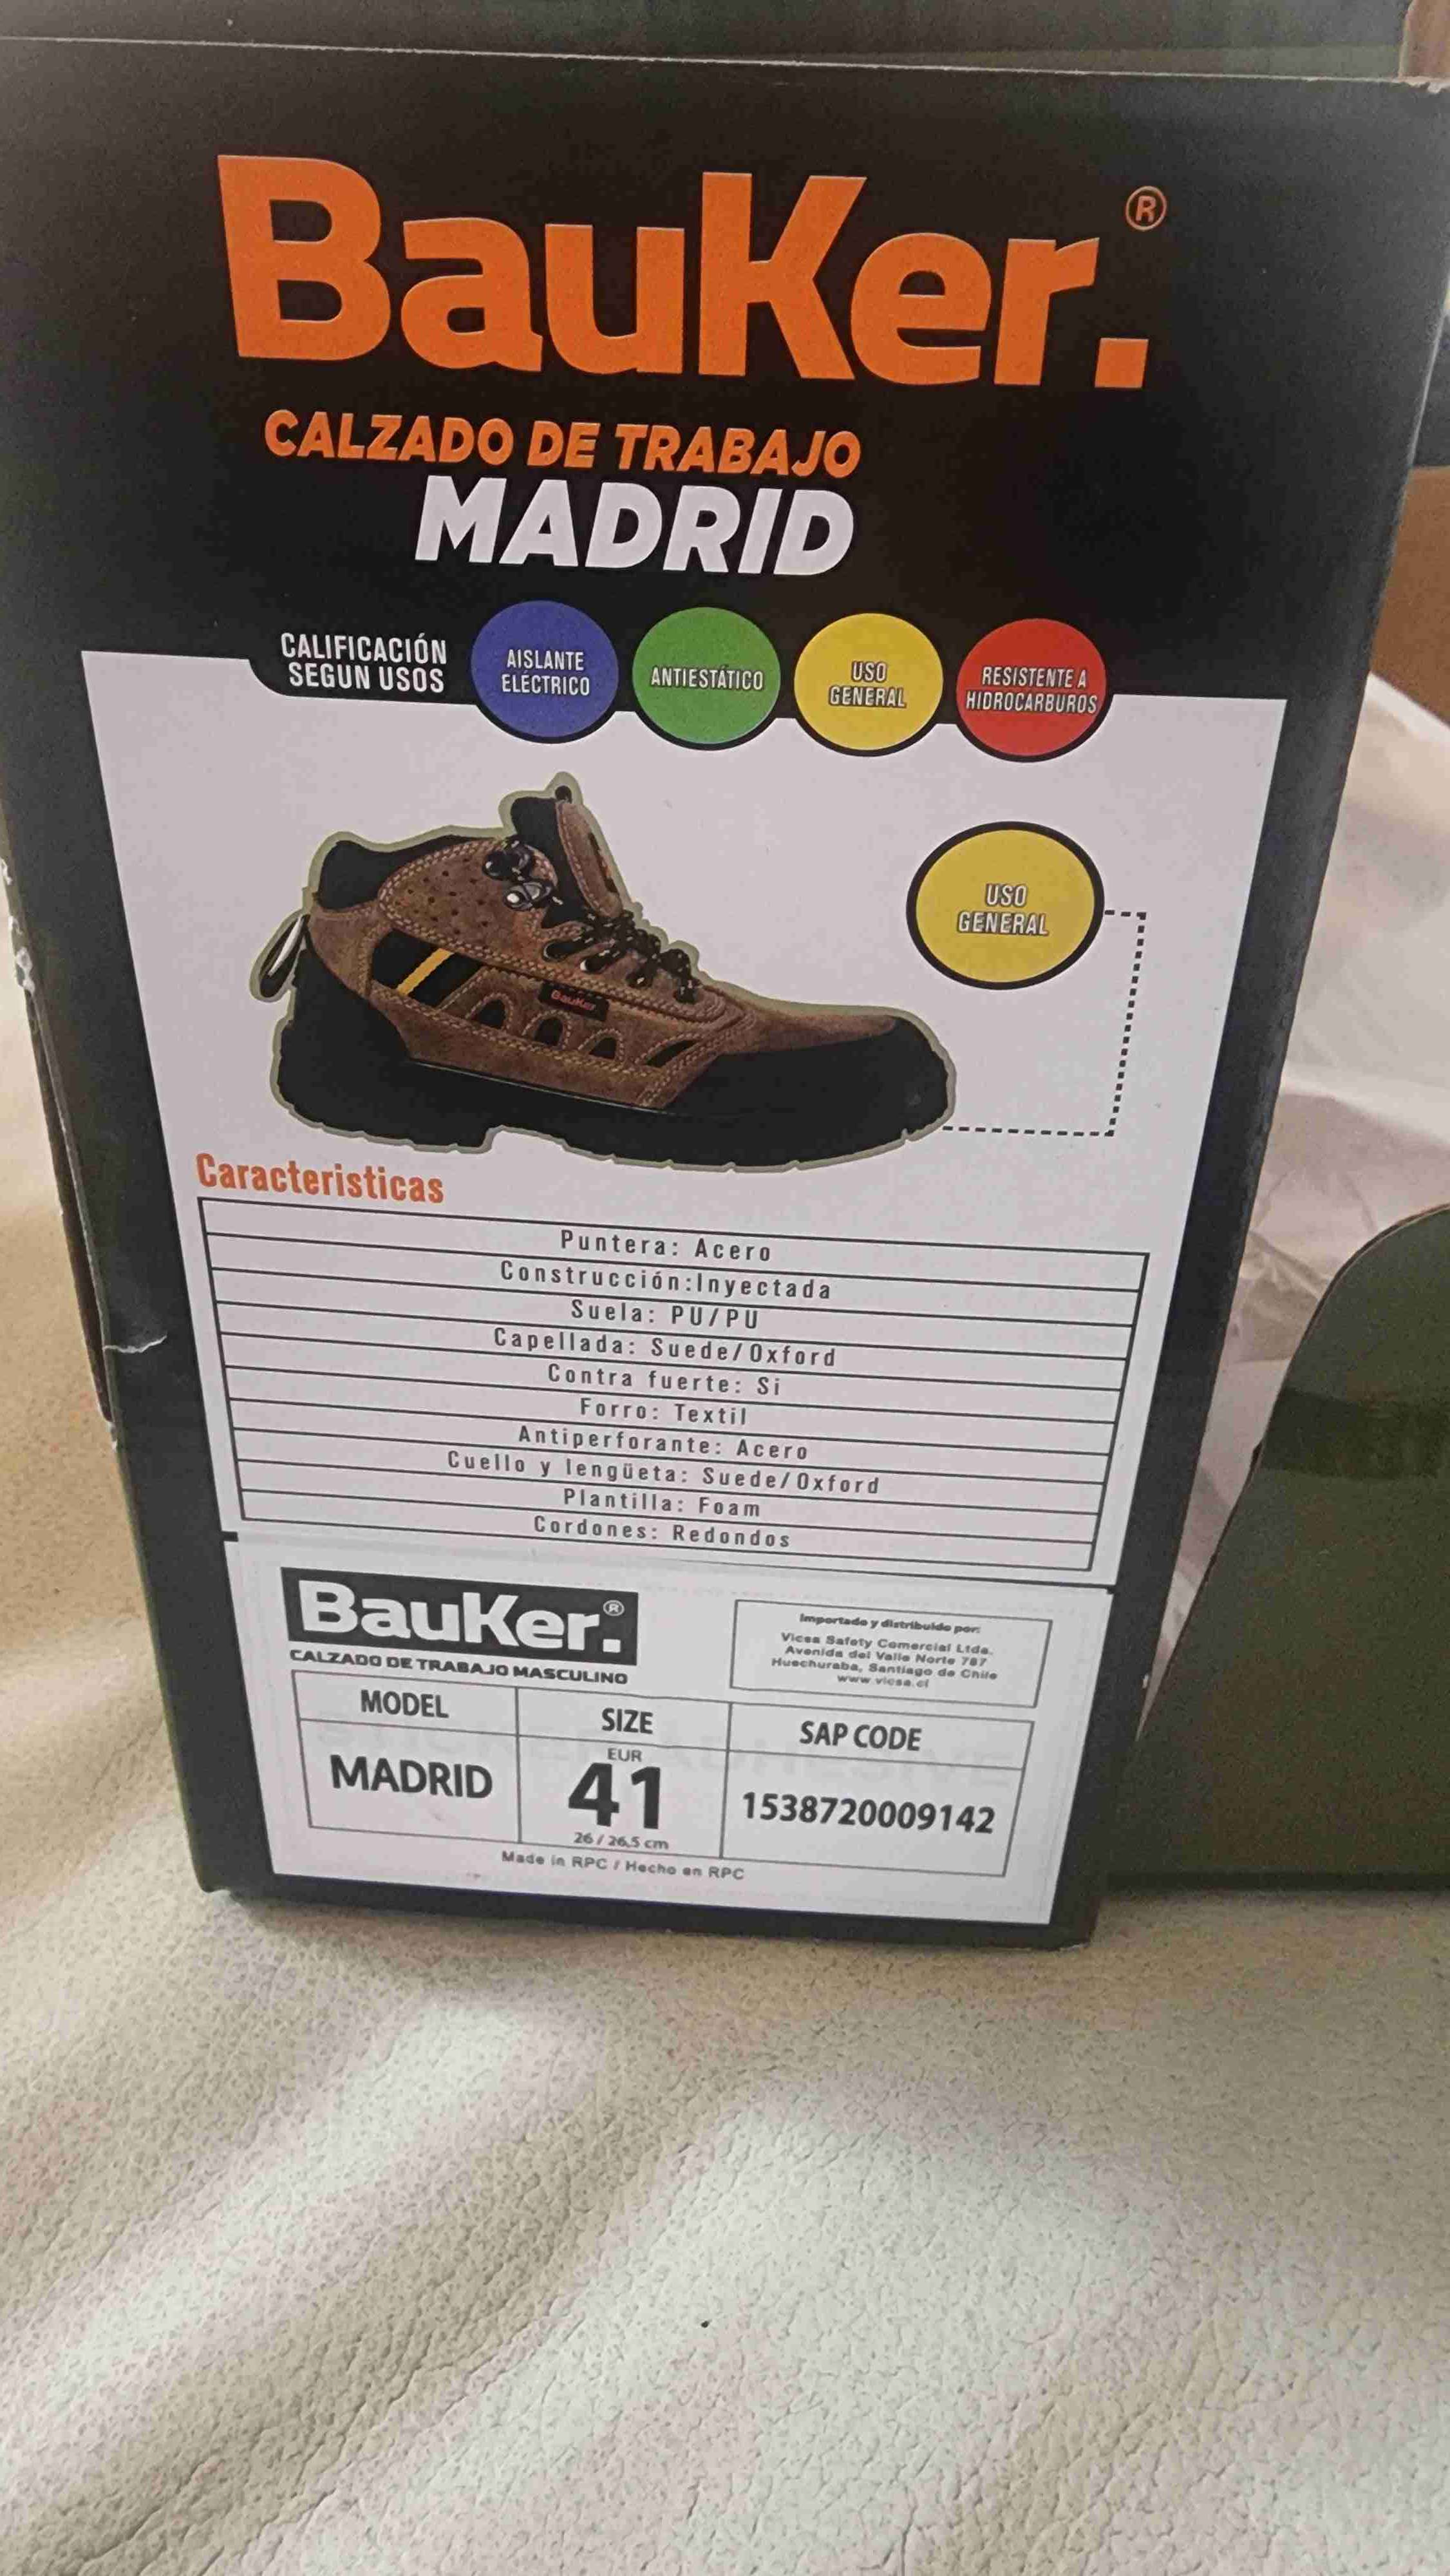 BauKer.®
CALZADO DE TRABAJO
MADRID
CALIFICACIÓN
SEGUN USOS
AISLANTE
ELÉCTRICO
ANTIESTÁTICO
USO
GENERAL
RESISTENTE A
HIDROCARBUROS
USO
GENERAL
BauKer
Caracteristicas
Puntera: Acero
Construcción:Inyectada
Suela: PU/PU
Capellada: Suede/Oxford
Contra fuerte: Si
Forro: Textil
Antiperforante: Acero
Cuello y lengüeta: Suede/Oxford
Plantilla: Foam
Cordones: Redondos
BauKer.®
CALZADO DE TRABAJO MASCULINO
Importado y distribuido por:
Vicsa Safety Comercial Ltda.
Avenida del Valle Norte 787
Huechuraba, Santiago de Chile
www.vicsa.cl
MODEL
SIZE
SAP CODE
MADRID
EUR
41
26 / 26,5 cm
1538720009142
Made in RPC / Hecho en RPC